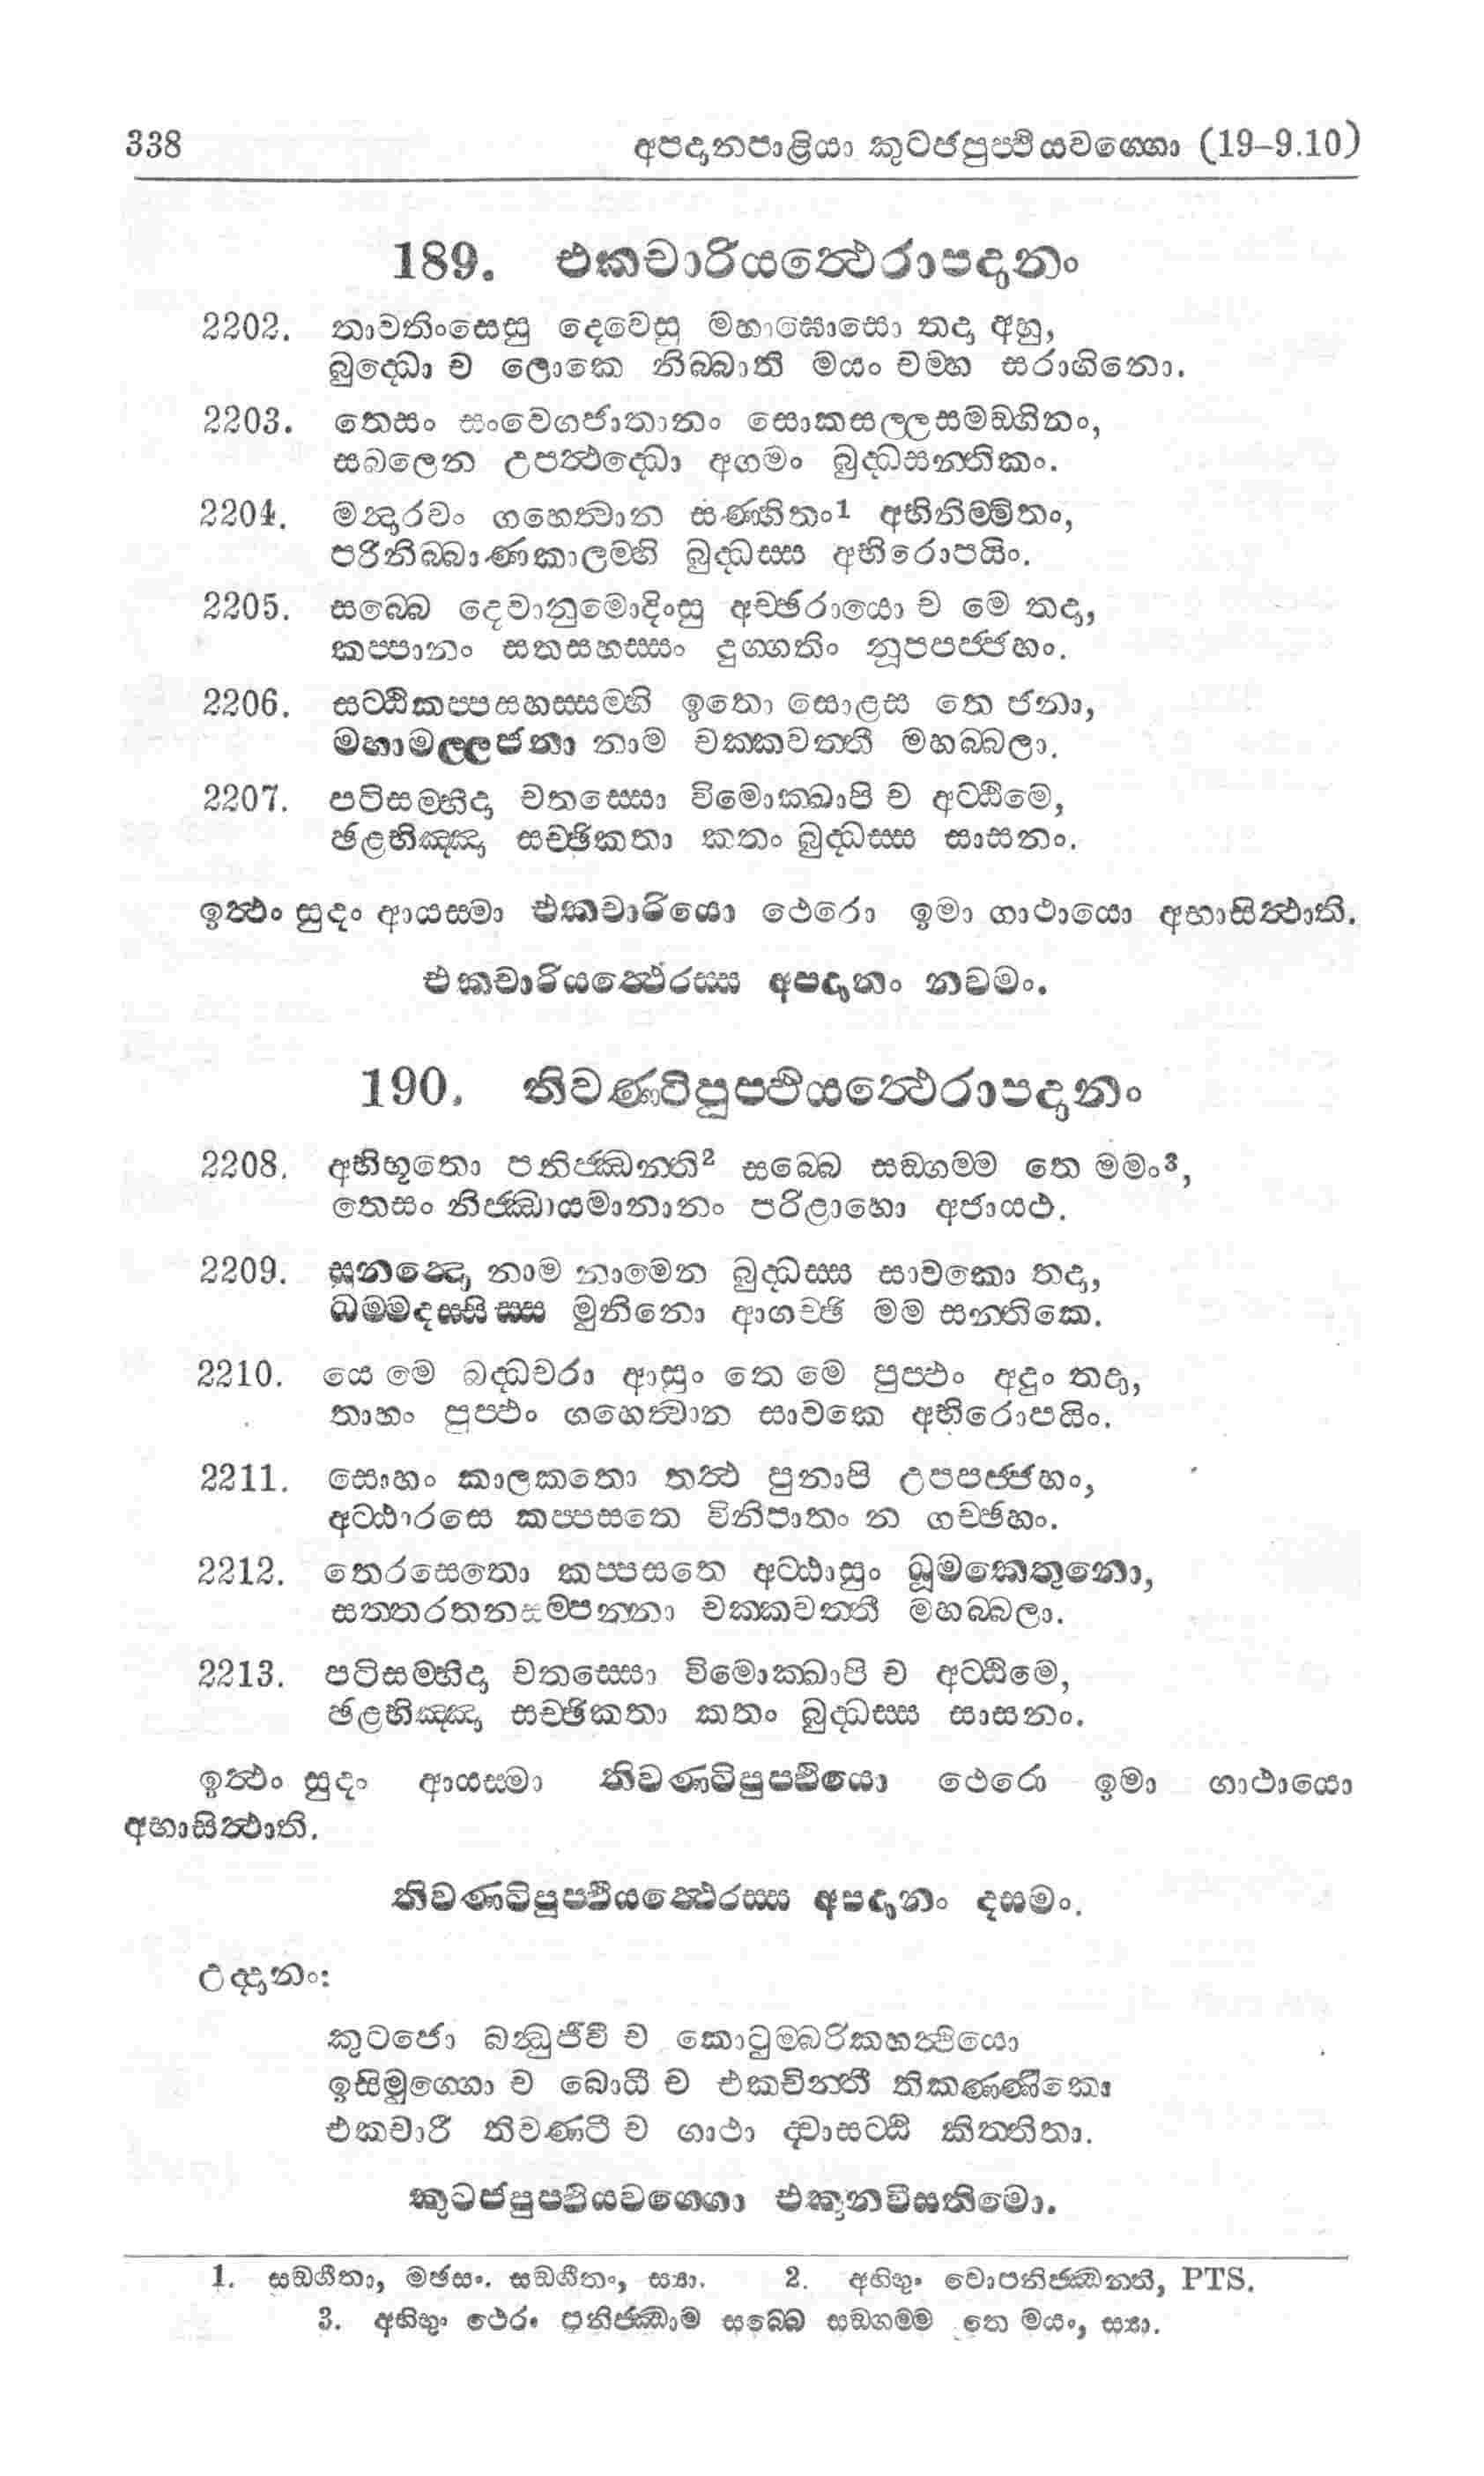 338 අපදානපාළියා කුටජපුප්ඵියවග්ගො (19–9.10)
189. එකචාරියත්ථෙරාපදානං
2202. තාවතිංසෙසු දෙවෙසු මහාඝොසො තදා අහු,
බුද්ධො ච ලොකෙ නිබ්බාති මයං චම්හ සරාගිනො.
2203. තෙසං සංවෙගජාතානං සොකසල්ලසමඞ්ගිනං,
සබලෙන උපත්ථද්ධො අගමං බුද්ධසන්තිකං.
2204. මන්දාරවං ගහෙත්වාන සණ්හිතං1 අභිනිම්මිතං,
පරිනිබ්බාණකාලම්හි බුද්ධස්ස අභිරොපයිං.
2205. සබ්බෙ දෙවානුමොදිංසු අච්ඡරායො ච මෙ තදා,
කප්පානං සතසහස්සං දුග්ගතිං නූපපජ්ජහං.
2206. සට්ඨිකප්පසහස්සම්හි ඉතො සොළස තෙ ජනා,
මහාමල්ලජනා නාම චක්කවත්තී මහබ්බලා.
2207. පටිසම්භිදා චතස්සො විමොක්ඛාපි ච අට්ඨිමෙ,
ඡළභිඤ්ඤා සච්ඡිකතා කතං බුද්ධස්ස සාසනං.
ඉත්ථං සුදං ආයස්මා එකචාරියො ථෙරො ඉමා ගාථායො අභාසිත්ථාති.
එකචාරියත්ථෙරස්ස අපදානං නවමං.
190. තිවණ්ටිපුප්ඵියත්ථෙරාපදානං
2208. අභිභූතො පනිජ්ඣන්ති2 සබ්බෙ සඞ්ගම්ම තෙ මමං3,
තෙසං නිජ්ඣායමානානං පරිළාහො අජායථ.
2209. සුනන්දො නාම නාමෙන බුද්ධස්ස සාවකො තදා,
ධම්මදස්සිස්ස මුනිනො ආගච්ඡි මම සන්තිකෙ.
2210. යෙ මෙ බද්ධචරා ආසුං තෙ මෙ පුප්ඵං අදුං තදා,
තාහං පුප්ඵං ගහෙත්වාන සාවකෙ අභිරොපයිං.
2211. සොහං කාලකතො තත්ථ පුනාපි උපපජ්ජහං,
අට්ඨාරසෙ කප්පසතෙ විනිපාතං න ගච්ඡහං.
2212. තෙරසෙතො කප්පසතෙ අට්ඨාසුං ධූමකෙතුනො,
සත්තරතනසම්පන්නා චක්කවත්තී මහබ්බලා.
2213. පටිසම්භිදා චතස්සො විමොක්ඛාපි ච අට්ඨිමෙ,
ඡළභිඤ්ඤා සච්ඡිකතා කතං බුද්ධස්ස සාසනං.
ඉත්ථං සුදං ආයස්මා තිවණ්ටිපුප්ඵියො ථෙරො ඉමා ගාථායො
අභාසිත්ථාති.
තිවණ්ටිපුප්ඵියත්ථෙරස්ස අපදානං දසමං.
උද්දානං:
කුටජො බන්ධුජීවී ච කොටුම්බරිකහත්ථියො
ඉසිමුග්ගො ච බොධි ච එකචින්තී තිකණ්ණිකො
එකචාරී තිවණ්ටි ච ගාථා ද්වාසට්ඨි කිත්තිතා.
කුටජපුප්ඵියවග්ගො එකූනවීසතිමො.
1. සඞ්ගීතා, මඡසං. සඞ්ගීතං, ස්‍යා. 2. අභිභුං ථොපනිජ්ඣන්ති, PTS.
3. අභිභුං ථෙරං පනිජ්ඣාම සබ්බෙ සඞ්ගම්ම තෙ මයං, ස්‍යා.